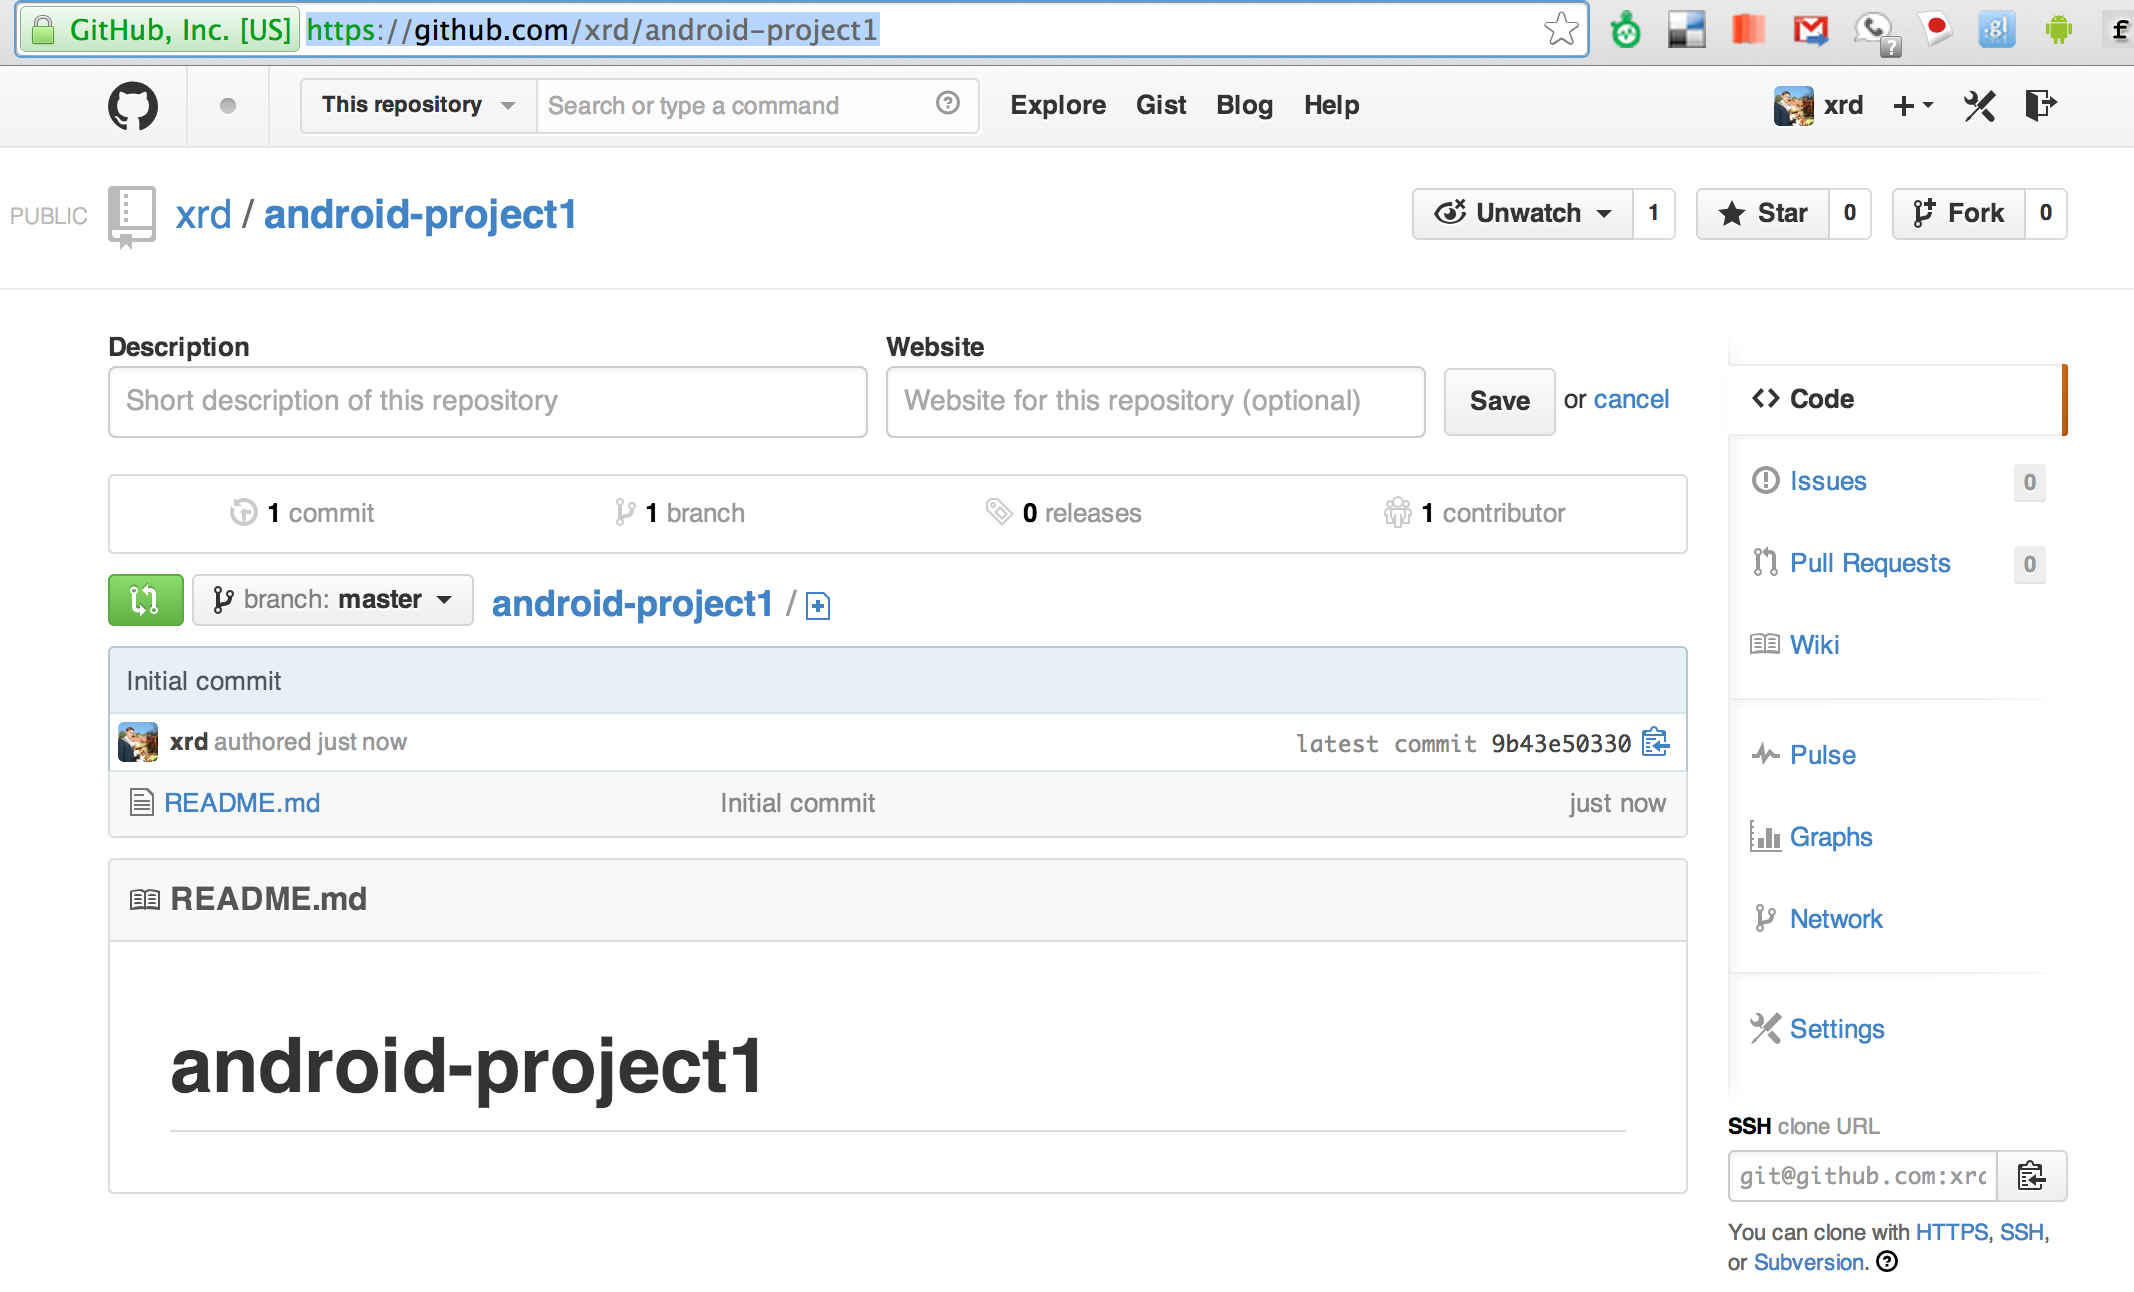 GitHub, Inc. [US] https://github.com/xrd/android-project1
This repository Search or type a command Explore Gist Blog Help xrd
PUBLIC xrd / android-project1 Unwatch 1 Star 0 Fork 0
Description Website
Short description of this repository Website for this repository (optional) Save or cancel
1 commit 1 branch 0 releases 1 contributor
branch: master android-project1 /
Initial commit
xrd authored just now latest commit 9b43e50330
README.md Initial commit just now
README.md
android-project1
Code
Issues 0
Pull Requests 0
Wiki
Pulse
Graphs
Network
Settings
SSH clone URL
git@github.com:xrd
You can clone with HTTPS, SSH,
or Subversion.